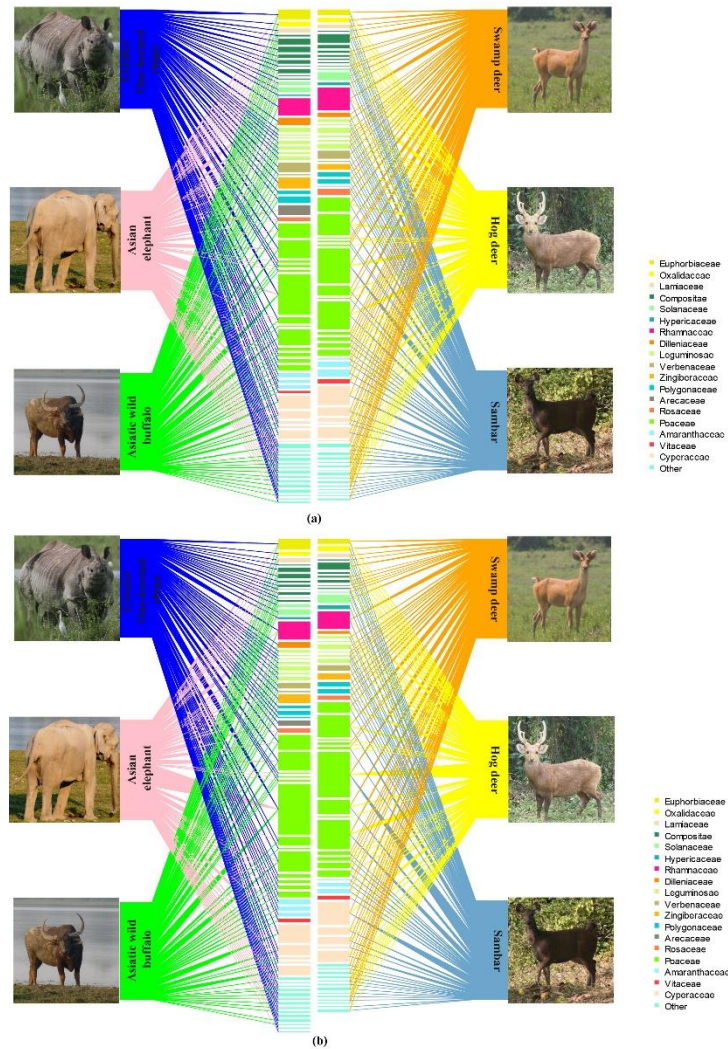 Swamp deer
Asian
elephant
Hog deer
Asiatic wild
buffalo
Sambar
Euphorbiaceae
Oxalidaceae
Lamiaceae
Compositae
Solanaceae
Hypericaceae
Rhamnaceae
Dilleniaceae
Leguminosae
Verbenaceae
Zingiberaceae
Polygonaceae
Arecaceae
Rosaceae
Poaceae
Amaranthaceae
Vitaceae
Cyperaceae
Other
(a)
Swamp deer
Asian
elephant
Hog deer
Asiatic wild
buffalo
Sambar
Euphorbiaceae
Oxalidaceae
Lamiaceae
Compositae
Solanaceae
Hypericaceae
Rhamnaceae
Dilleniaceae
Leguminosae
Verbenaceae
Zingiberaceae
Polygonaceae
Arecaceae
Rosaceae
Poaceae
Amaranthaceae
Vitaceae
Cyperaceae
Other
(b)